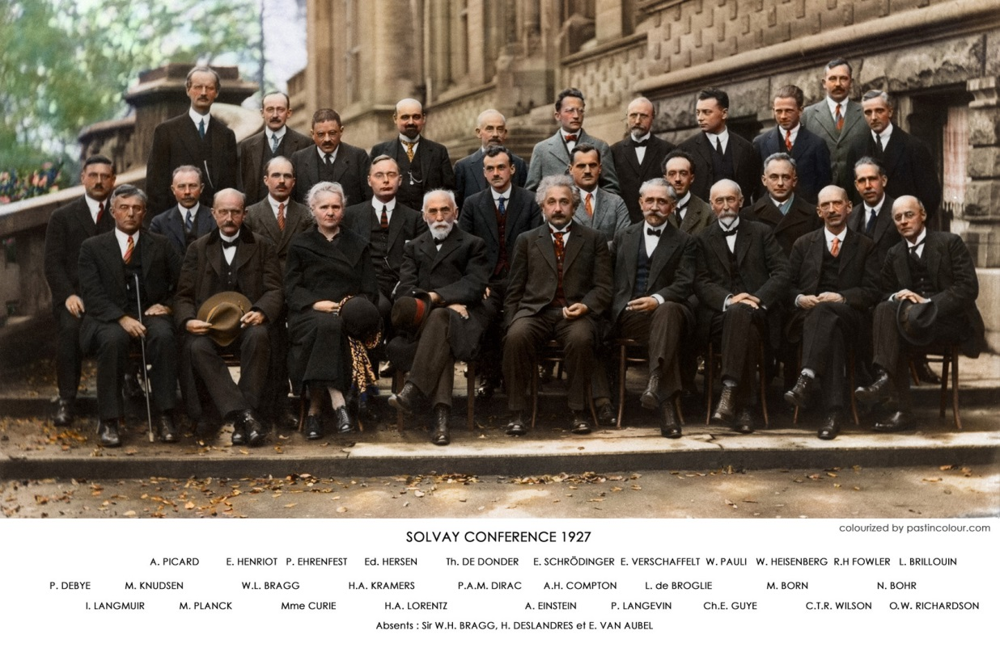 SOLVAY CONFERENCE 1927
colourized by pastincolour.com
A. PICARD E. HENRIOT P. EHRENFEST Ed. HERSEN Th. DE DONDER E. SCHRÖDINGER E. VERSCHAFFELT W. PAULI W. HEISENBERG R.H FOWLER L. BRILLOUIN
P. DEBYE M. KNUDSEN W.L. BRAGG H.A. KRAMERS P.A.M. DIRAC A.H. COMPTON L. de BROGLIE M. BORN N. BOHR
I. LANGMUIR M. PLANCK Mme CURIE H.A. LORENTZ A. EINSTEIN P. LANGEVIN Ch.E. GUYE C.T.R. WILSON O.W. RICHARDSON
Absents : Sir W.H. BRAGG, H. DESLANDRES et E. VAN AUBEL